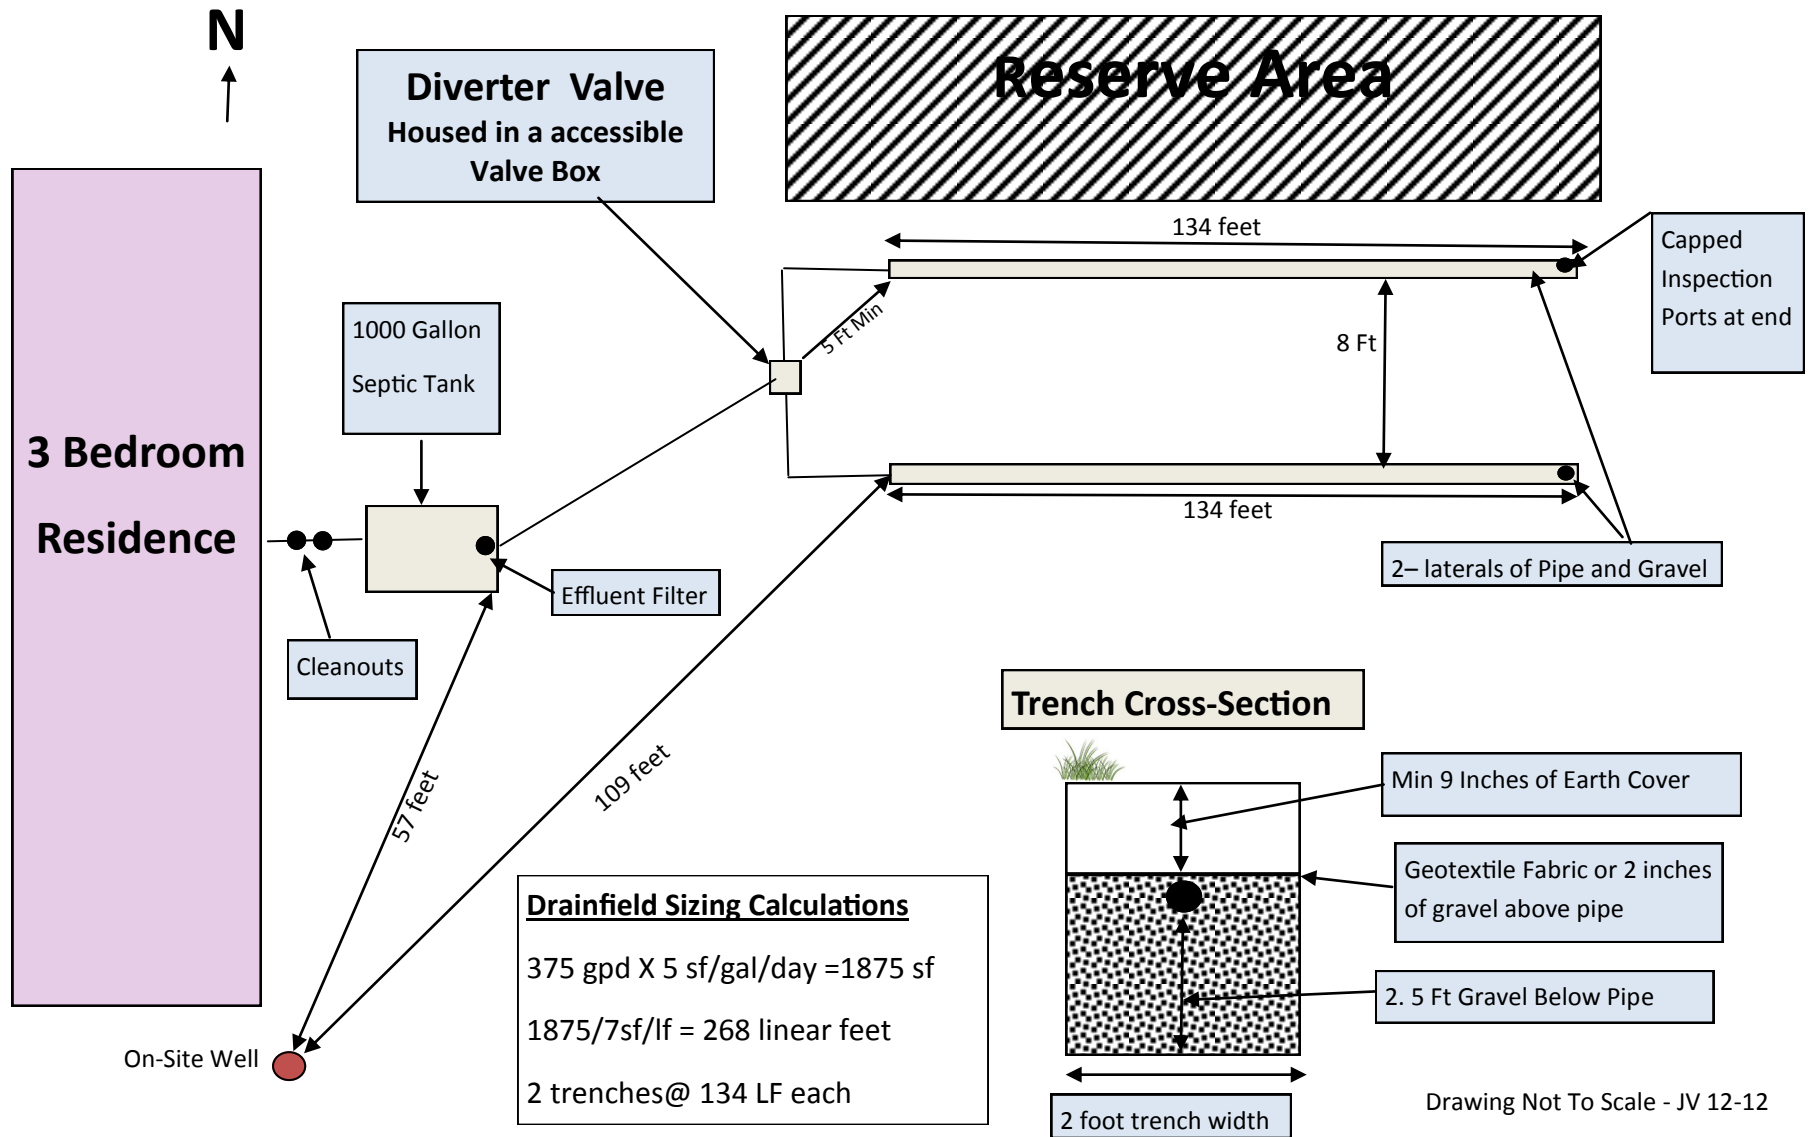 N
Diverter Valve
Housed in a accessible
Valve Box
Reserve Area
134 feet
Capped
Inspection
Ports at end
5 Ft Min
8 Ft
1000 Gallon
Septic Tank
3 Bedroom
Residence
134 feet
2– laterals of Pipe and Gravel
Effluent Filter
Cleanouts
57 feet
109 feet
Trench Cross-Section
Min 9 Inches of Earth Cover
Geotextile Fabric or 2 inches
of gravel above pipe
2. 5 Ft Gravel Below Pipe
2 foot trench width
On-Site Well
Drainfield Sizing Calculations
375 gpd X 5 sf/gal/day =1875 sf
1875/7sf/lf = 268 linear feet
2 trenches@ 134 LF each
Drawing Not To Scale - JV 12-12